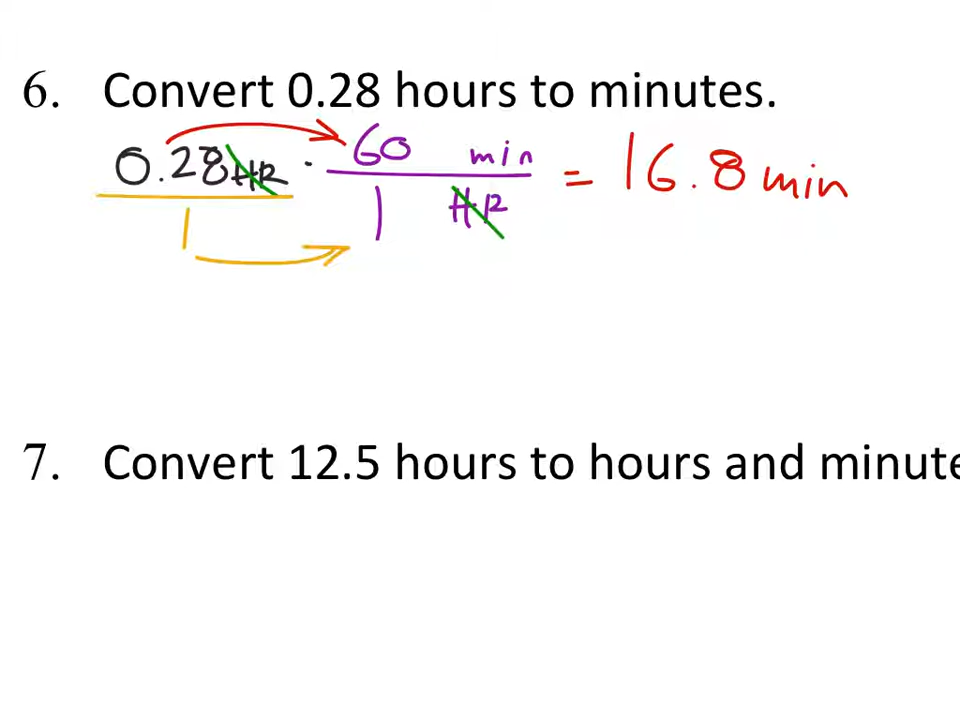 6. Convert 0.28 hours to minutes.
0.28 HR · 60 min = 16.8 min
1 1 HR
7. Convert 12.5 hours to hours and minute